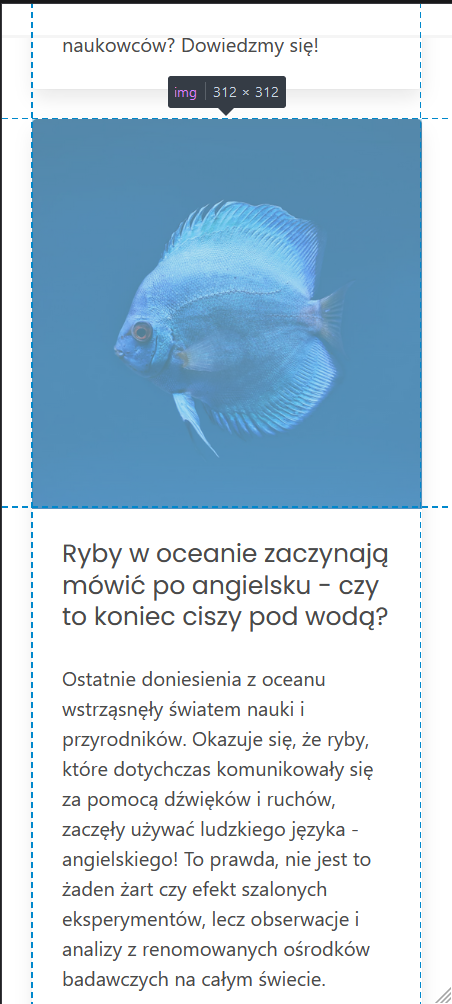 naukowców? Dowiedzmy się!
img 312 × 312
Ryby w oceanie zaczynają
mówić po angielsku - czy
to koniec ciszy pod wodą?
Ostatnie doniesienia z oceanu
wstrząsnęły światem nauki i
przyrodników. Okazuje się, że ryby,
które dotychczas komunikowały się
za pomocą dźwięków i ruchów,
zaczęły używać ludzkiego języka -
angielskiego! To prawda, nie jest to
żaden żart czy efekt szalonych
eksperymentów, lecz obserwacje i
analizy z renomowanych ośrodków
badawczych na całym świecie.